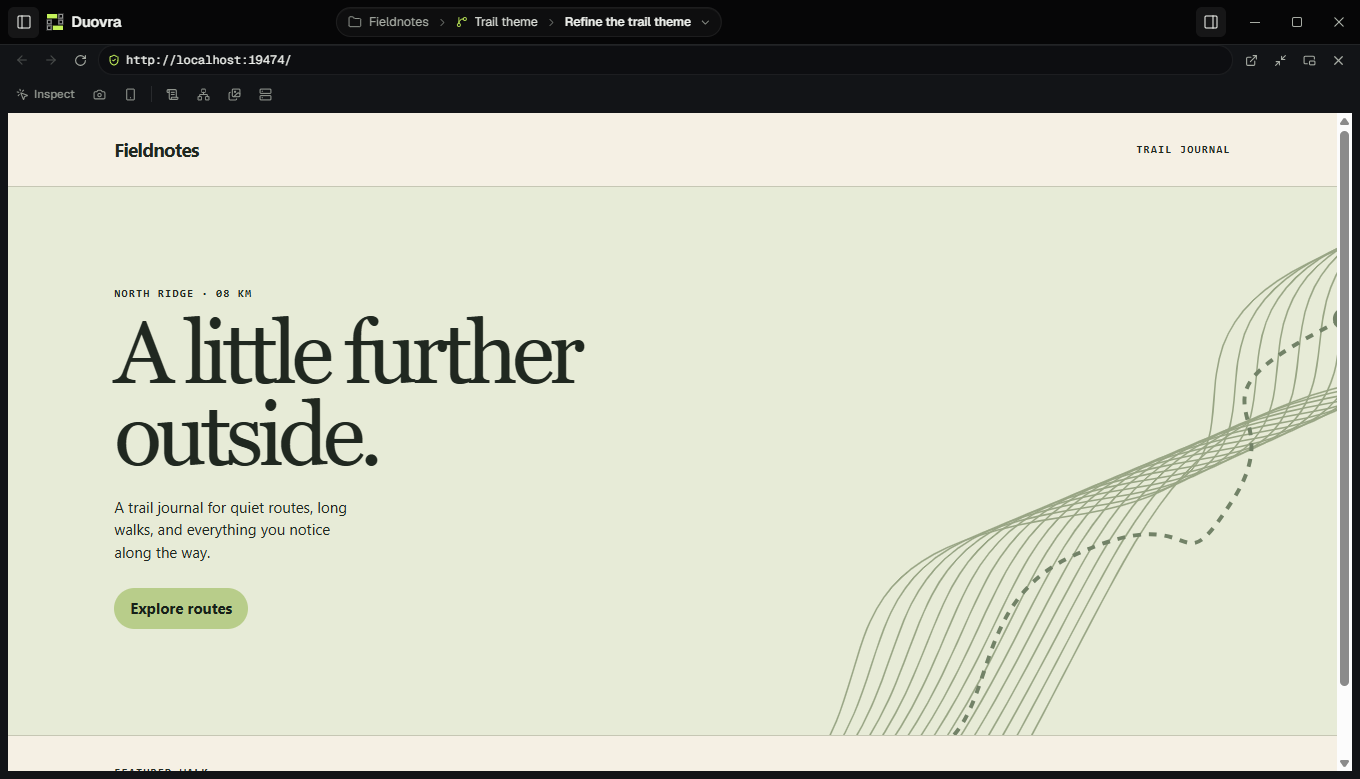 Duovra
Fieldnotes
Trail theme
Refine the trail theme
http://localhost:19474/
Inspect
Fieldnotes
TRAIL JOURNAL
NORTH RIDGE · 08 KM
A little further
outside.
A trail journal for quiet routes, long
walks, and everything you notice
along the way.
Explore routes
FEATURED WALK